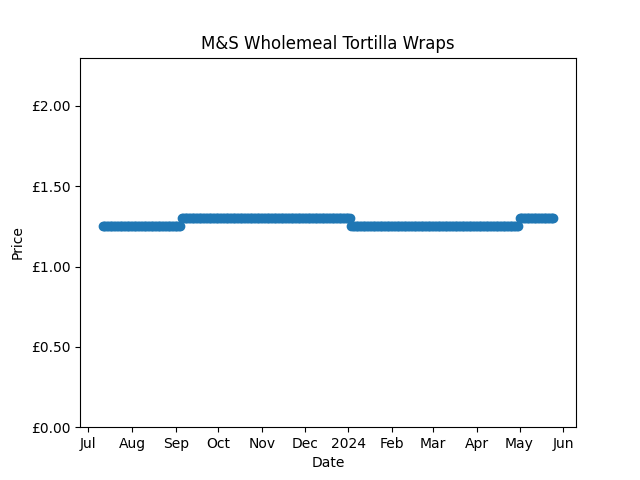 M&S Wholemeal Tortilla Wraps
£2.00
£1.50
£1.00
£0.50
£0.00
Price
Jul Aug Sep Oct Nov Dec 2024 Feb Mar Apr May Jun
Date